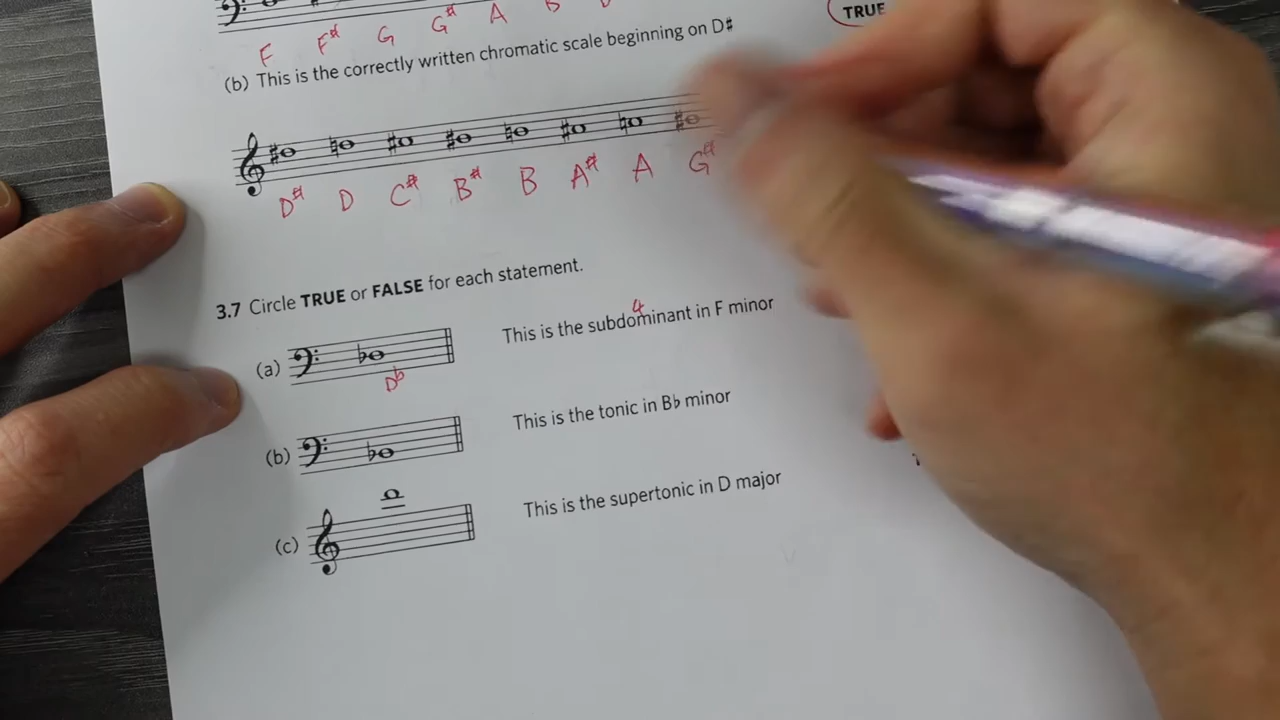 F F# G G# A B
TRUE
(b) This is the correctly written chromatic scale beginning on D#
D# D C# B# B A# A G#
3.7 Circle TRUE or FALSE for each statement.
4
(a) This is the subdominant in F minor
Db
(b) This is the tonic in B♭ minor
(c) This is the supertonic in D major